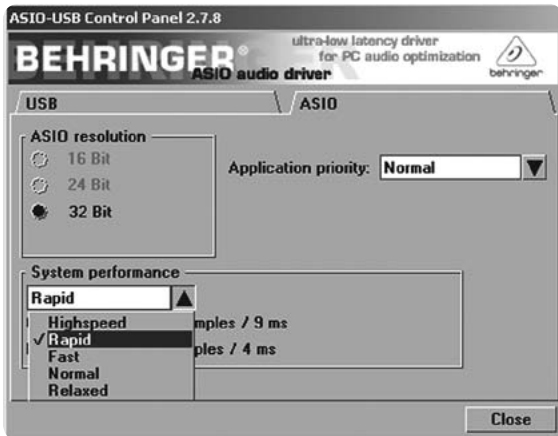 ASIO-USB Control Panel 2.7.8
BEHRINGER®
ultra-low latency driver
for PC audio optimization
ASIO audio driver
behringer
USB
ASIO
ASIO resolution
16 Bit
24 Bit
32 Bit
Application priority: Normal
System performance
Rapid
Highspeed
mples / 9 ms
✓Rapid
Fast
ples / 4 ms
Normal
Relaxed
Close